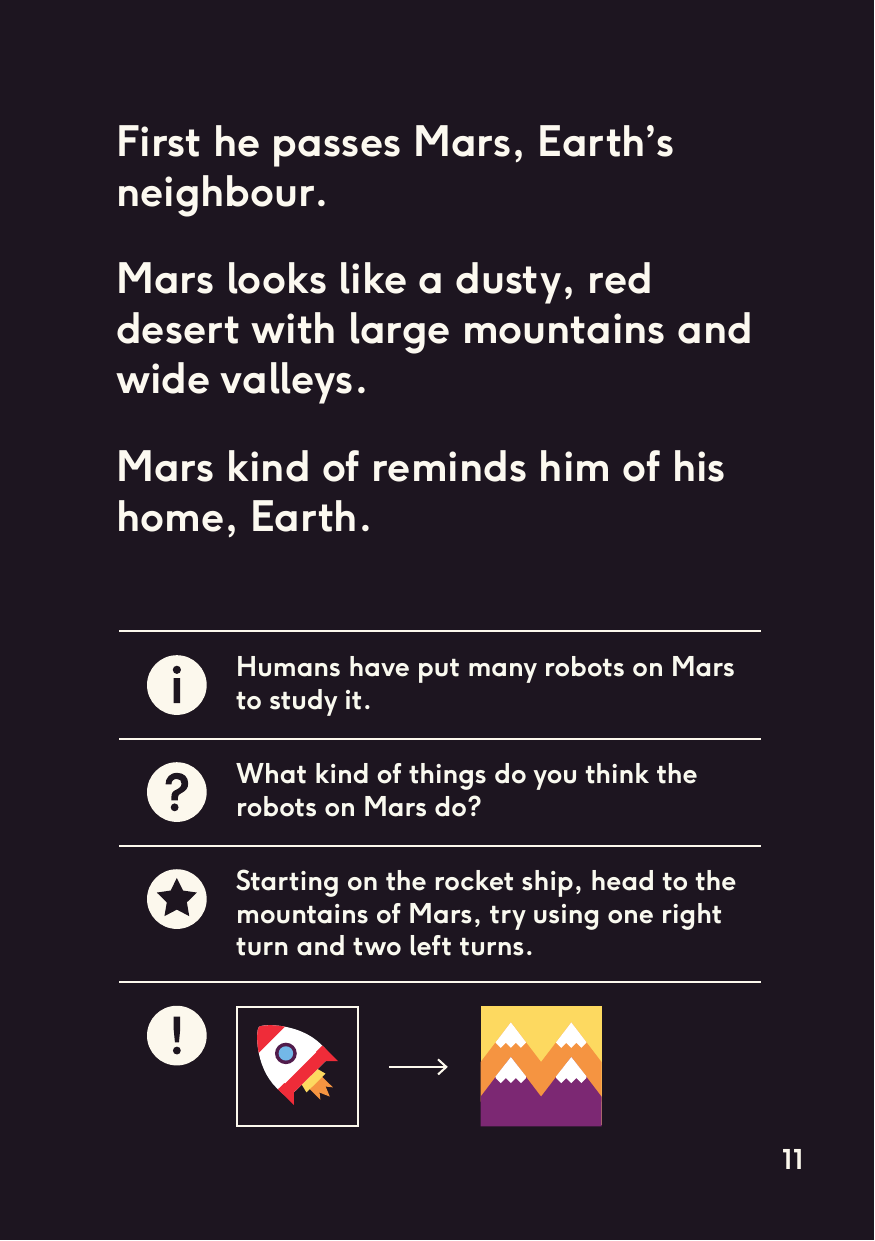 First he passes Mars, Earth’s
neighbour.
Mars looks like a dusty, red
desert with large mountains and
wide valleys.
Mars kind of reminds him of his
home, Earth.
i
Humans have put many robots on Mars
to study it.
?
What kind of things do you think the
robots on Mars do?
Starting on the rocket ship, head to the
mountains of Mars, try using one right
turn and two left turns.
!
11